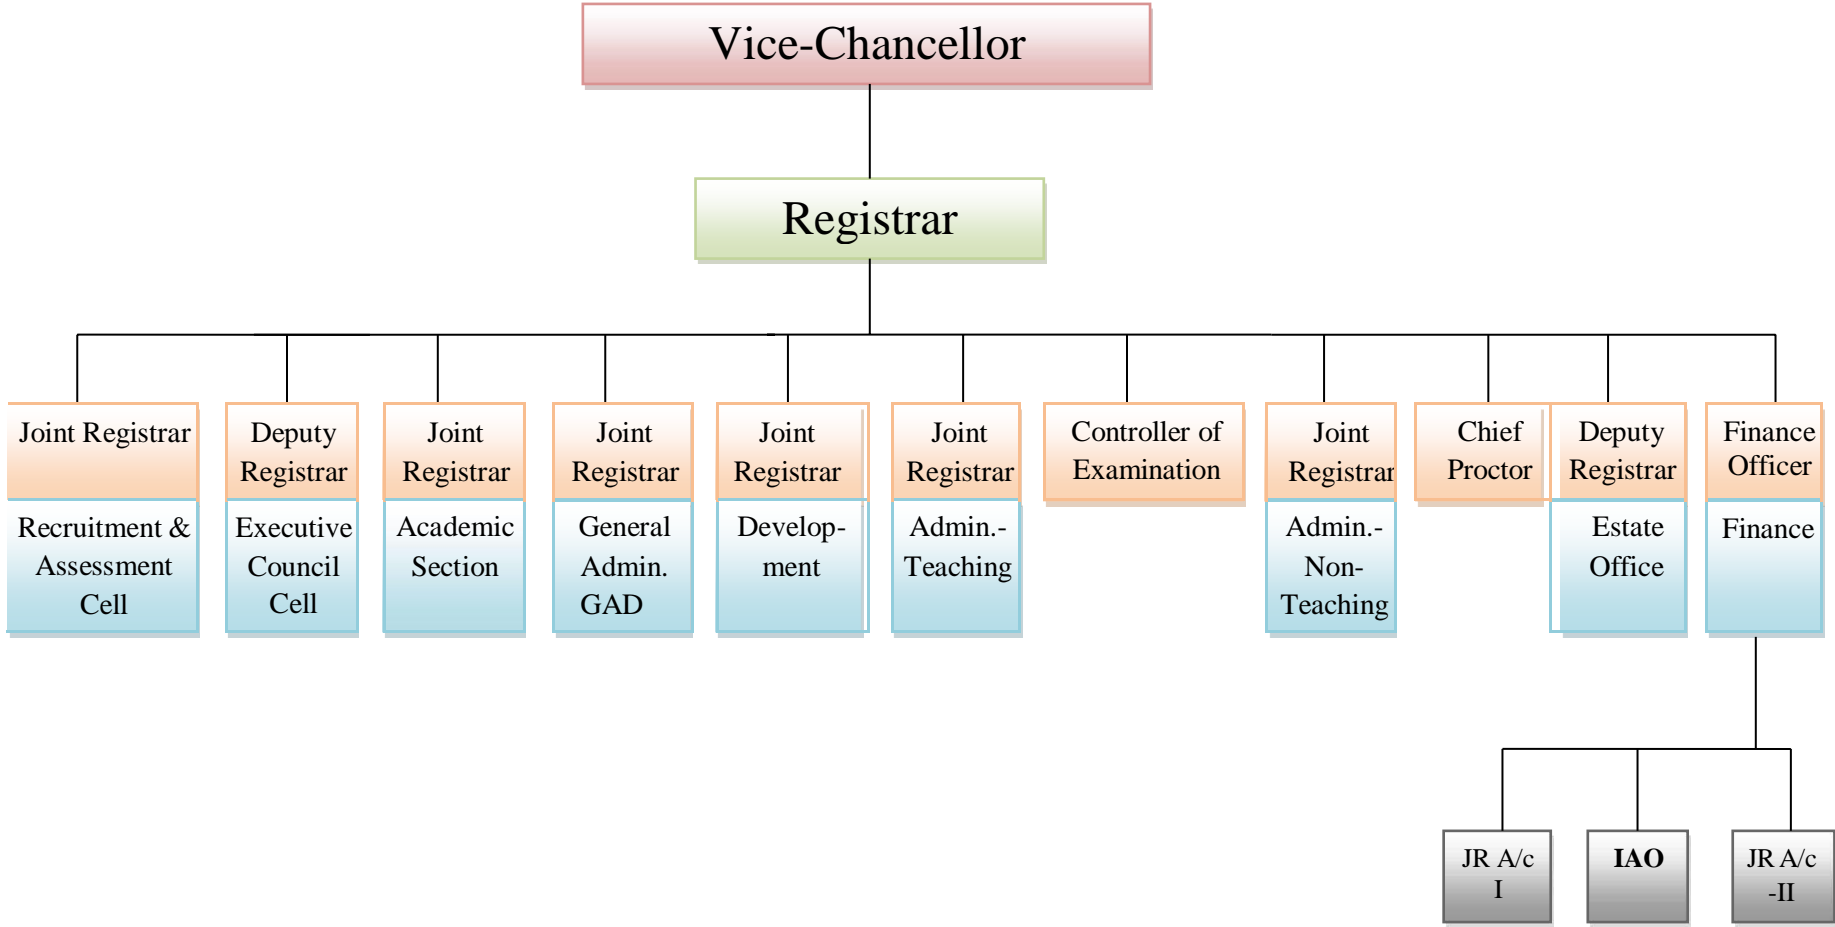 Vice-Chancellor
Registrar
Joint Registrar
Recruitment &
Assessment
Cell
Deputy
Registrar
Executive
Council
Cell
Joint
Registrar
Academic
Section
Joint
Registrar
General
Admin.
GAD
Joint
Registrar
Develop-
ment
Joint
Registrar
Admin.-
Teaching
Controller of
Examination
Joint
Registrar
Admin.-
Non-
Teaching
Chief
Proctor
Deputy
Registrar
Estate
Office
Finance
Officer
Finance
JR A/c
I
IAO
JR A/c
-II